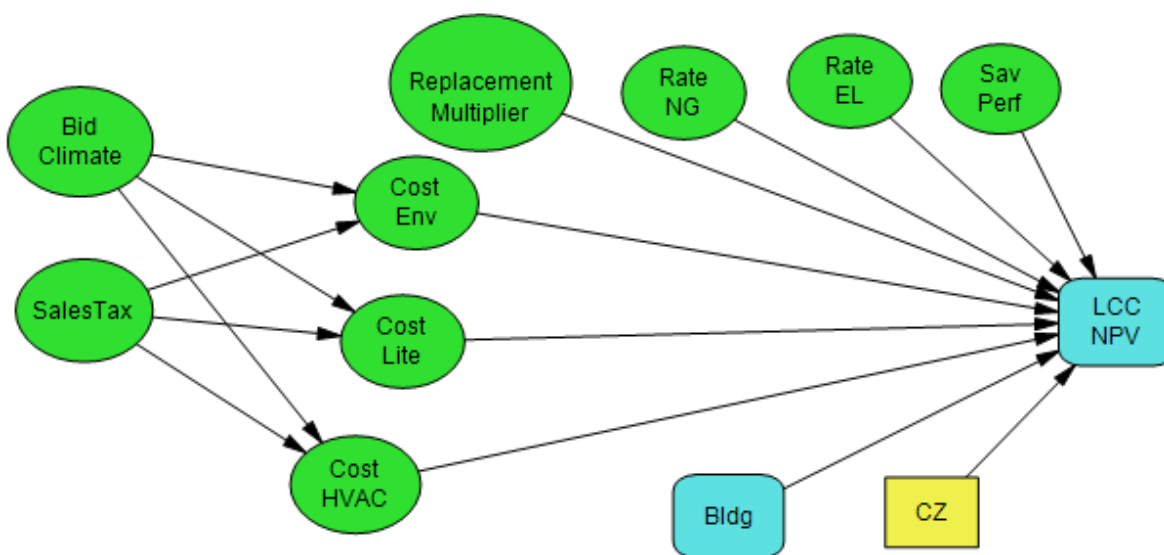 Replacement
Multiplier
Rate
NG
Rate
EL
Sav
Perf
Bid
Climate
Cost
Env
SalesTax
Cost
Lite
LCC
NPV
Cost
HVAC
Bldg
CZ